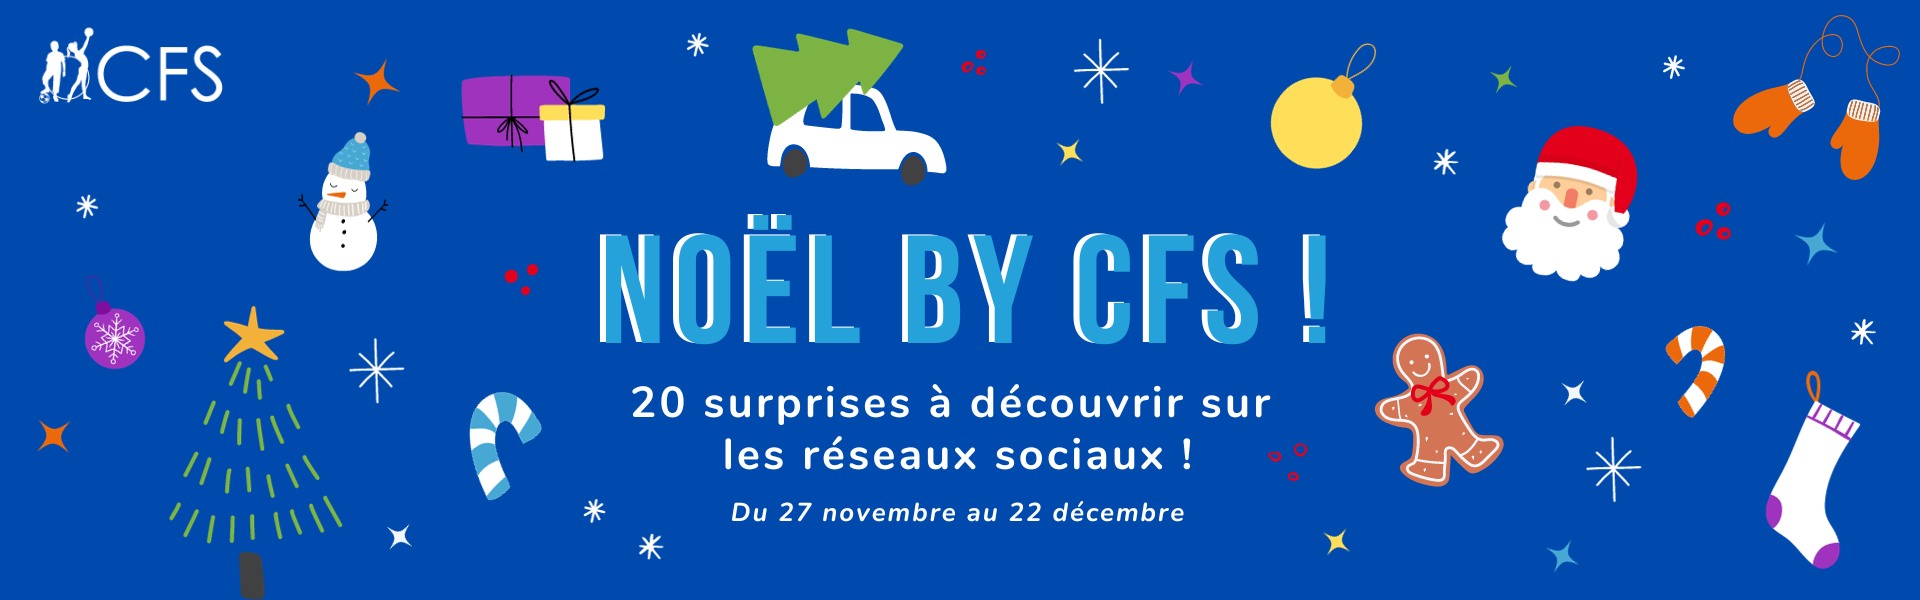 CFS
NOËL BY CFS !
20 surprises à découvrir sur
les réseaux sociaux !
Du 27 novembre au 22 décembre